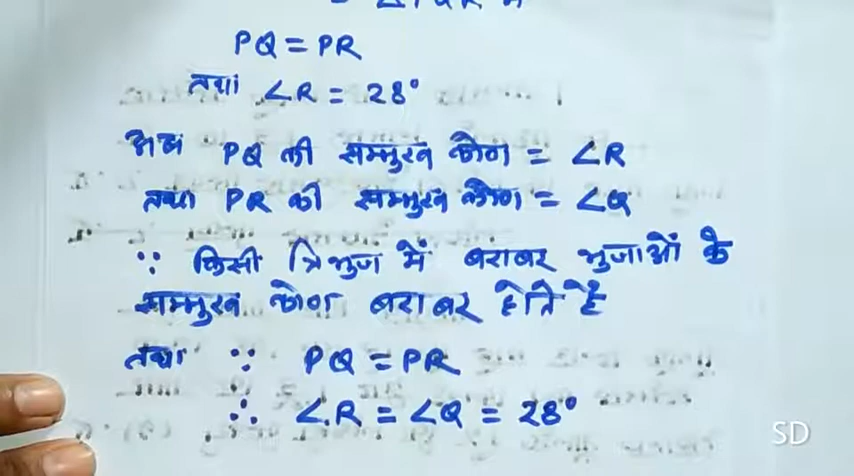 PQ = PR
तथा ∠R = 28°
अब PQ की सम्मुख कोण = ∠R
तथा PR की सम्मुख कोण = ∠Q
∵ किसी त्रिभुज में बराबर भुजाओं के
सम्मुख कोण बराबर होते हैं
तथा ∵ PQ = PR
∴ ∠R = ∠Q = 28°
SD